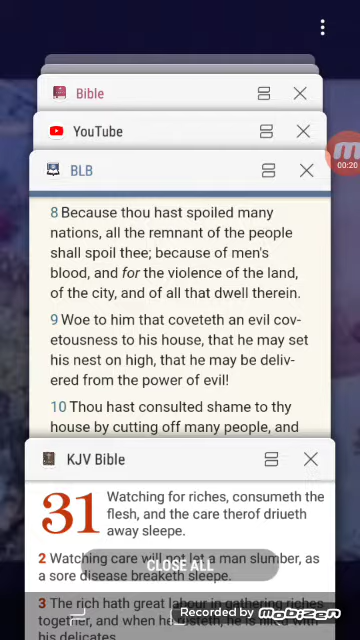 Bible
YouTube
00:20
BLB
8 Because thou hast spoiled many
nations, all the remnant of the people
shall spoil thee; because of men's
blood, and for the violence of the land,
of the city, and of all that dwell therein.
9 Woe to him that coveteth an evil cov-
etousness to his house, that he may set
his nest on high, that he may be deliv-
ered from the power of evil!
10 Thou hast consulted shame to thy
house by cutting off many people, and
KJV Bible
31 Watching for riches, consumeth the
flesh, and the care therof driueth
away sleepe.
2 Watching care will not let a man slumber, as
a sore disease breaketh sleepe.
CLOSE ALL
3 The rich hath great labour in gathering riches
together, and when he resteth, he is filled with
his delicates.
Recorded by mobizen